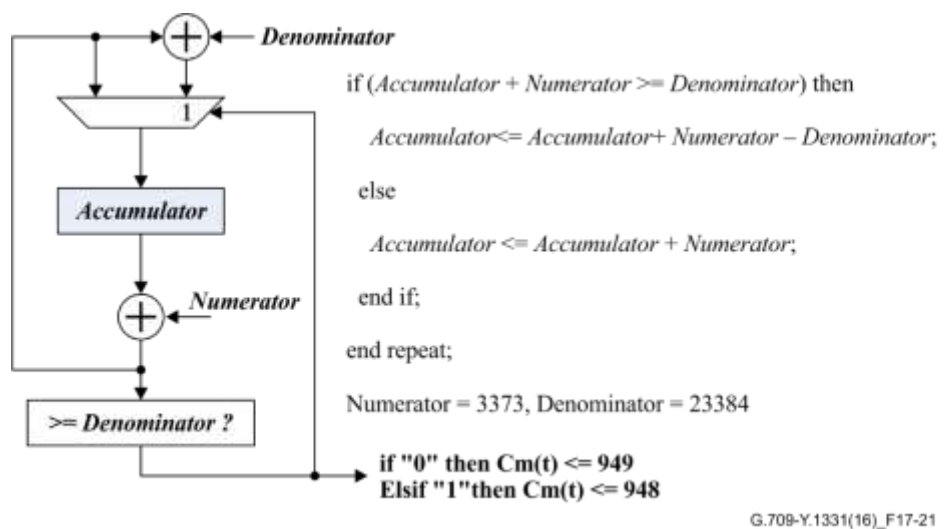 Denominator
1
Accumulator
Numerator
>= Denominator ?
if (Accumulator + Numerator >= Denominator) then
Accumulator<= Accumulator+ Numerator – Denominator;
else
Accumulator <= Accumulator + Numerator;
end if;
end repeat;
Numerator = 3373, Denominator = 23384
if "0" then Cm(t) <= 949
Elsif "1"then Cm(t) <= 948
G.709-Y.1331(16)_F17-21